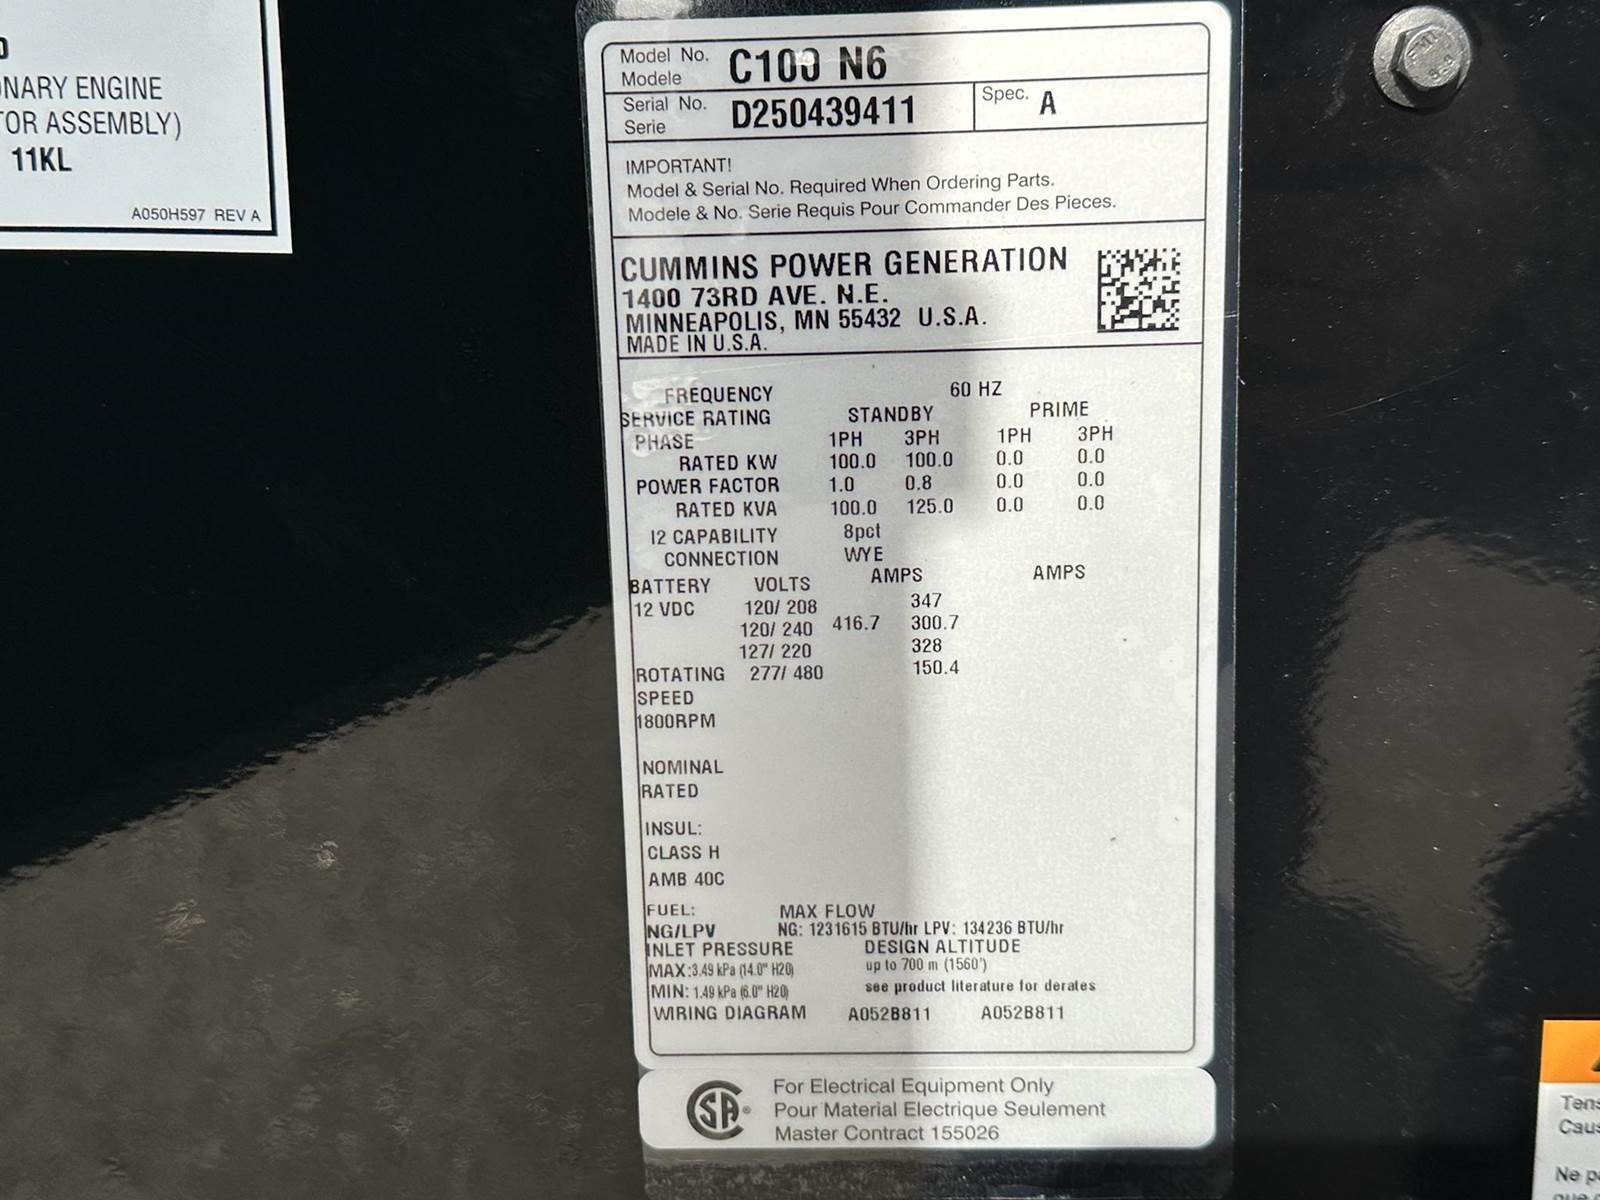 ONARY ENGINE
TOR ASSEMBLY)
11KL
A050H597 REV A
Model No. C100 N6
Modele
Serial No. D250439411 Spec. A
Serie
IMPORTANT!
Model & Serial No. Required When Ordering Parts.
Modele & No. Serie Requis Pour Commander Des Pieces.
CUMMINS POWER GENERATION
1400 73RD AVE. N.E.
MINNEAPOLIS, MN 55432 U.S.A.
MADE IN U.S.A.
FREQUENCY 60 HZ
SERVICE RATING STANDBY PRIME
PHASE 1PH 3PH 1PH 3PH
RATED KW 100.0 100.0 0.0 0.0
POWER FACTOR 1.0 0.8 0.0 0.0
RATED KVA 100.0 125.0 0.0 0.0
I2 CAPABILITY 8pct
CONNECTION WYE
BATTERY VOLTS AMPS AMPS
12 VDC 120/ 208 347
120/ 240 416.7 300.7
127/ 220 328
ROTATING 277/ 480 150.4
SPEED
1800RPM
NOMINAL
RATED
INSUL:
CLASS H
AMB 40C
FUEL: MAX FLOW
NG/LPV NG: 1231615 BTU/hr LPV: 134236 BTU/hr
INLET PRESSURE DESIGN ALTITUDE
MAX:3.49 kPa (14.0" H20) up to 700 m (1560')
MIN: 1.49 kPa (6.0" H20) see product literature for derates
WIRING DIAGRAM A052B811 A052B811
CSA
For Electrical Equipment Only
Pour Material Electrique Seulement
Master Contract 155026
Tens
Caus
Ne p